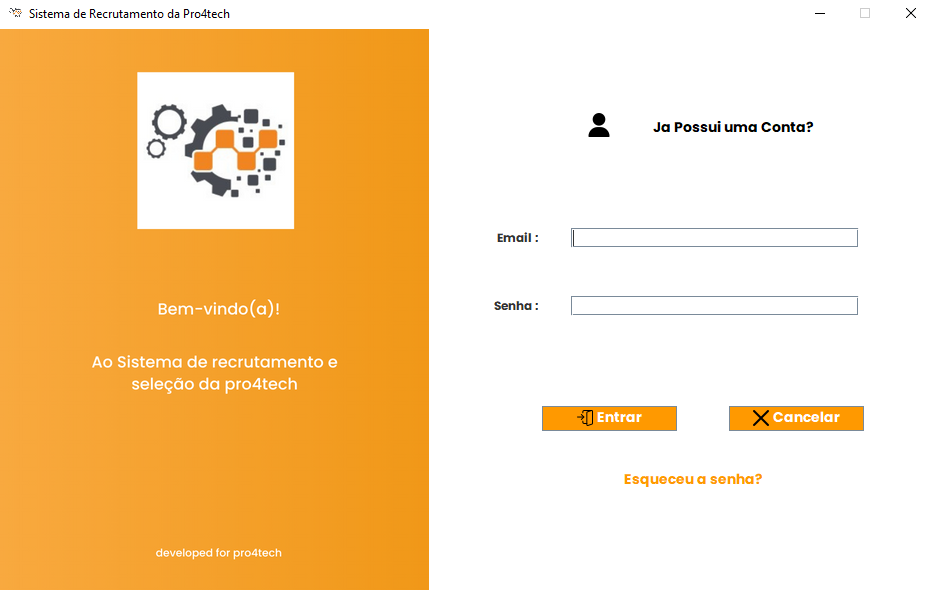 Sistema de Recrutamento da Pro4tech
Bem-vindo(a)!
Ao Sistema de recrutamento e
seleção da pro4tech
developed for pro4tech
Ja Possui uma Conta?
Email :
Senha :
Entrar
Cancelar
Esqueceu a senha?